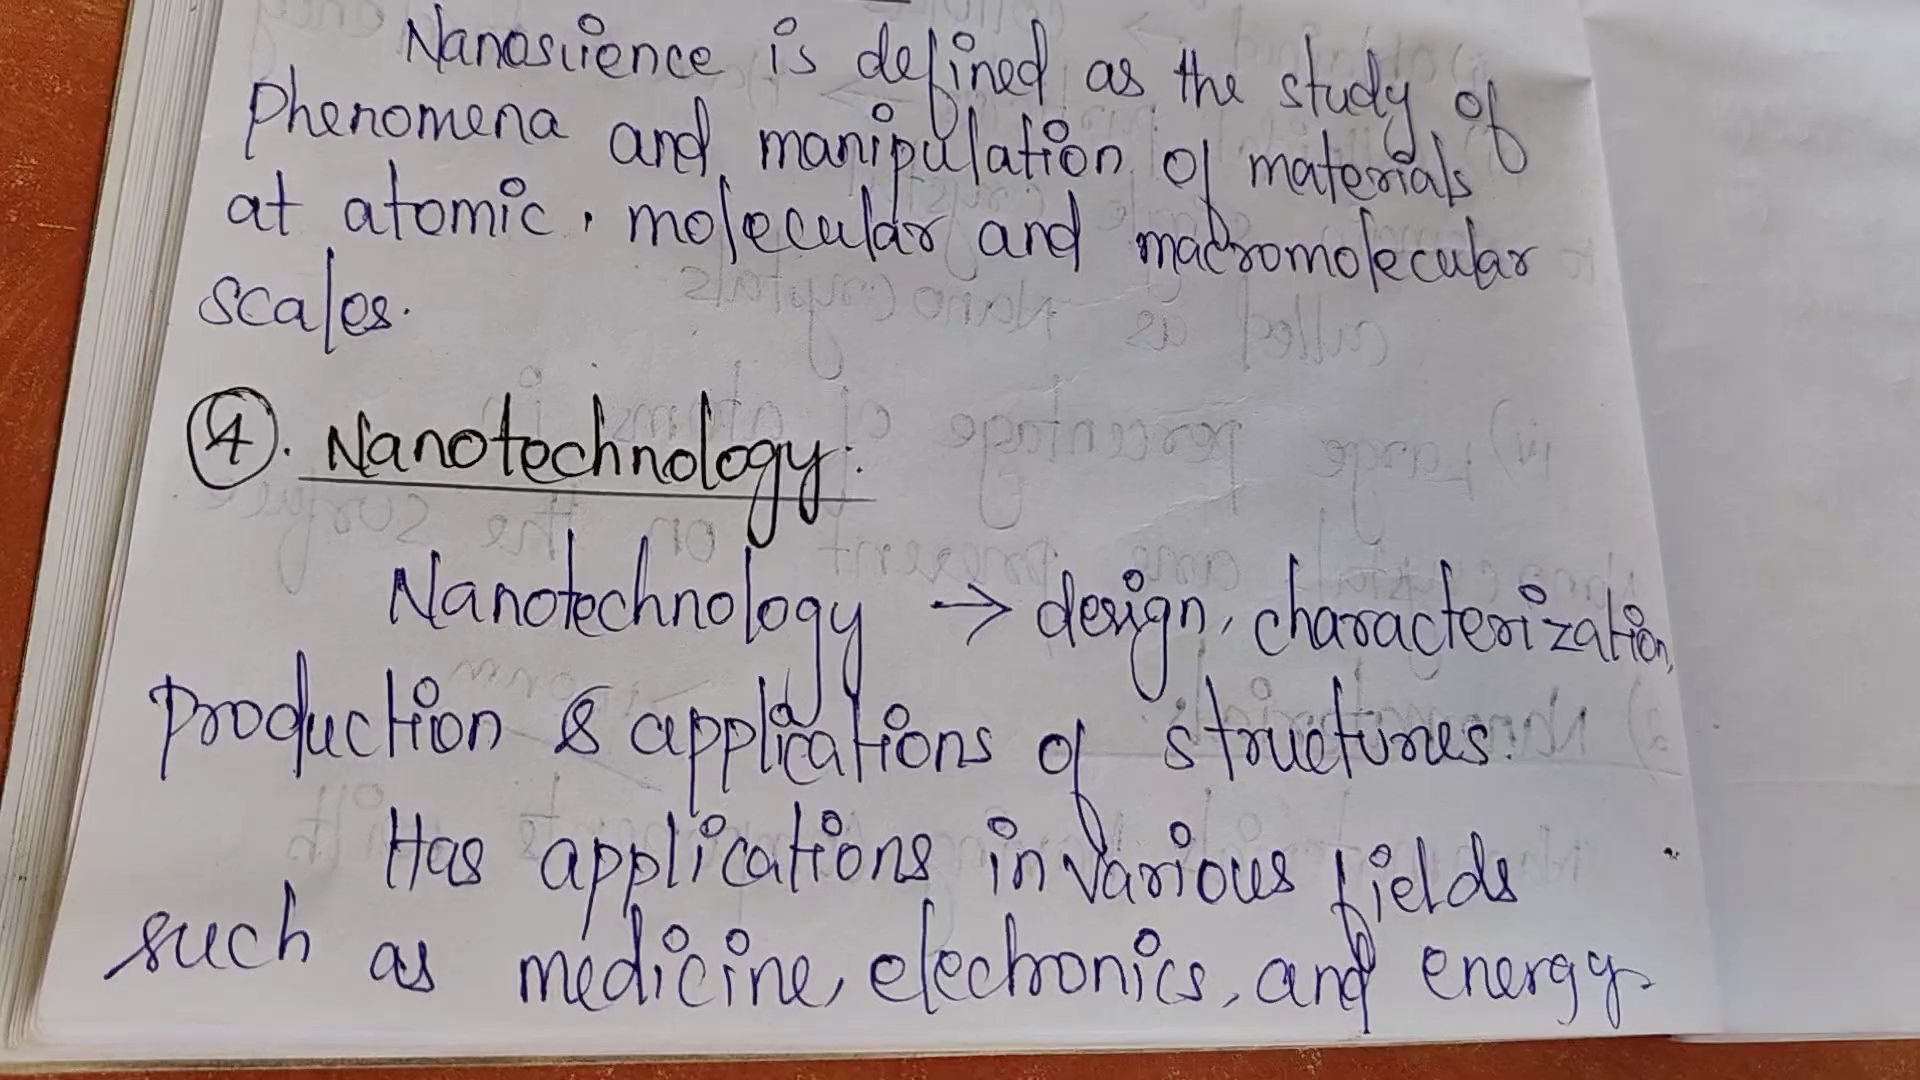 Nanoscience is defined as the study of
phenomena and manipulation of materials
at atomic, molecular and macromolecular
scales.
4. Nanotechnology:
Nanotechnology → design, characterization,
production & applications of structures.
Has applications in various fields
such as medicine, electronics, and energy.